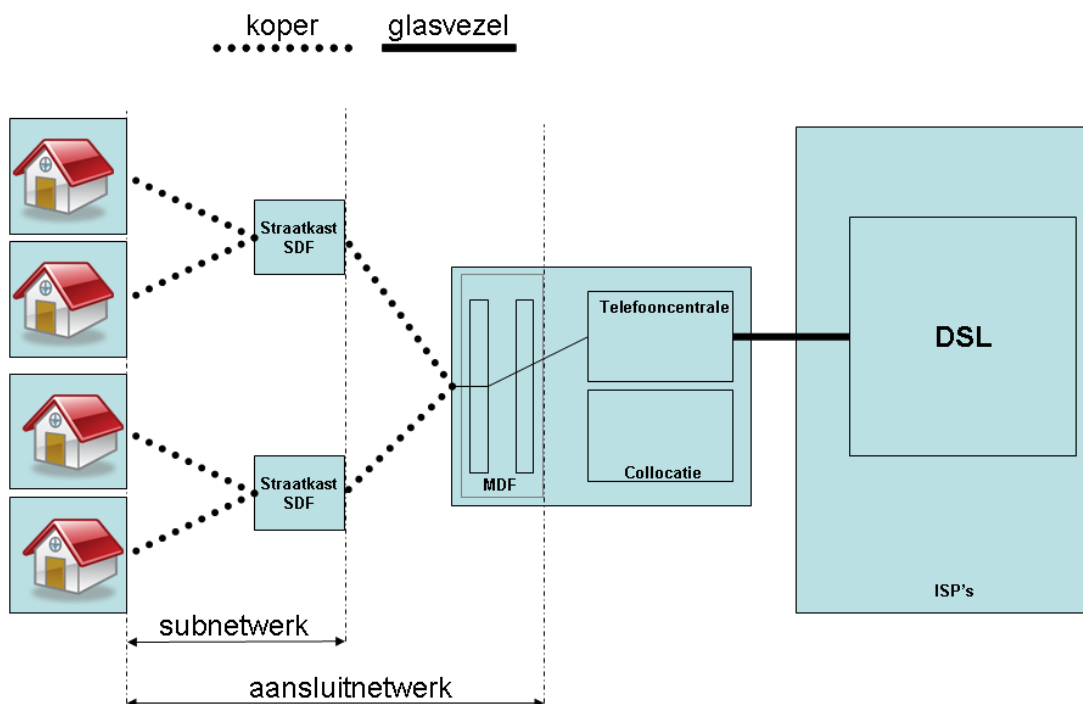 koper
glasvezel
Straatkast
SDF
Telefooncentrale
DSL
Straatkast
SDF
MDF
Collocatie
ISP's
subnetwerk
aansluitnetwerk